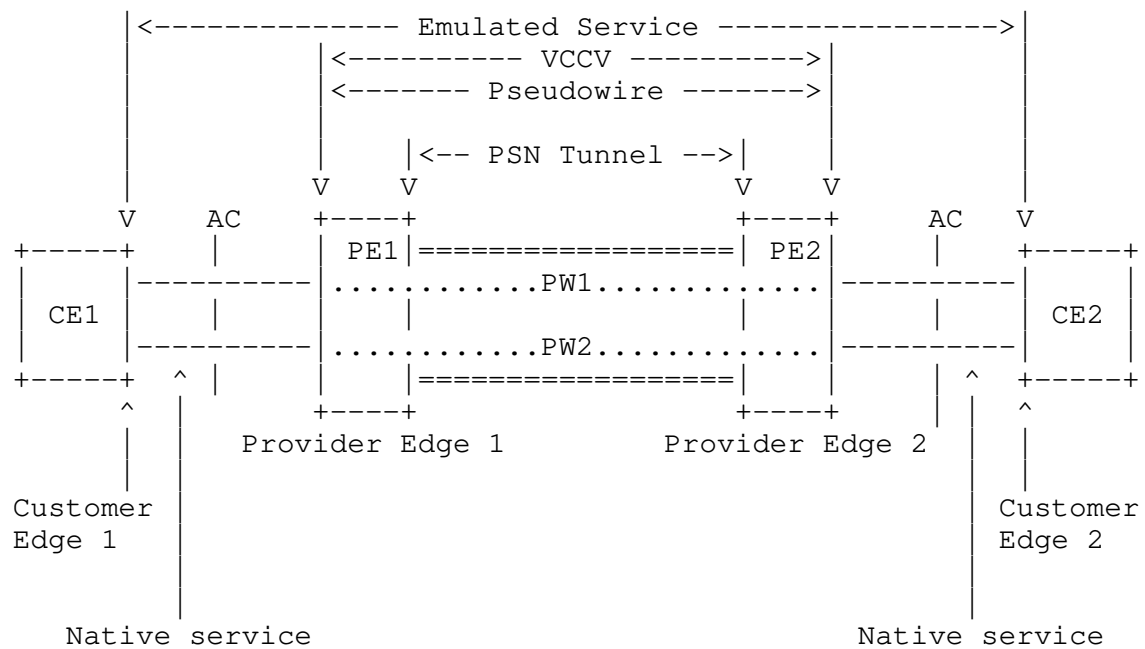 |<-------------- Emulated Service ---------------->|
|<---------- VCCV ---------->|
|<------- Pseudowire ------->|
|<-- PSN Tunnel -->|
V V V V
V AC +----+ +----+ AC V
+-----+ | | PE1|==================| PE2| | +-----+
| |----------|............PW1.............|----------| |
| CE1 | | | | | | | | CE2 |
| |----------|............PW2.............|----------| |
+-----+ ^ | | |==================| | | ^ +-----+
^ | +----+ +----+ | | ^
| | Provider Edge 1 Provider Edge 2 | |
| | | |
Customer | | Customer
Edge 1 | | Edge 2
| |
| |
Native service Native service